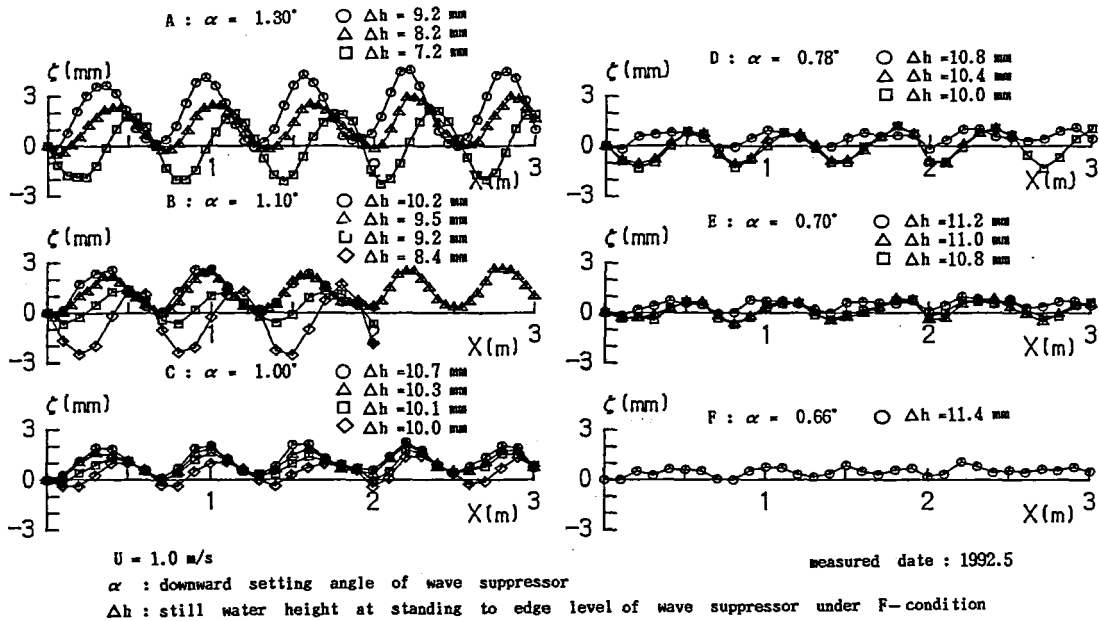 A : α = 1.30°
○ Δh = 9.2 mm
△ Δh = 8.2 mm
□ Δh = 7.2 mm
ζ(mm)
3
0
-3
1
2
3
X(m)
B : α = 1.10°
○ Δh =10.2 mm
△ Δh = 9.5 mm
□ Δh = 9.2 mm
◇ Δh = 8.4 mm
ζ(mm)
3
0
-3
1
2
3
X(m)
C : α = 1.00°
○ Δh =10.7 mm
△ Δh =10.3 mm
□ Δh =10.1 mm
◇ Δh =10.0 mm
ζ(mm)
3
0
-3
1
2
3
X(m)
D : α = 0.78°
○ Δh =10.8 mm
△ Δh =10.4 mm
□ Δh =10.0 mm
ζ(mm)
3
0
-3
1
2
3
X(m)
E : α = 0.70°
○ Δh =11.2 mm
△ Δh =11.0 mm
□ Δh =10.8 mm
ζ(mm)
3
0
-3
1
2
3
X(m)
F : α = 0.66°
○ Δh =11.4 mm
ζ(mm)
3
0
-3
1
2
3
X(m)
U = 1.0 m/s
measured date : 1992.5
α : downward setting angle of wave suppressor
Δh : still water height at standing to edge level of wave suppressor under F-condition